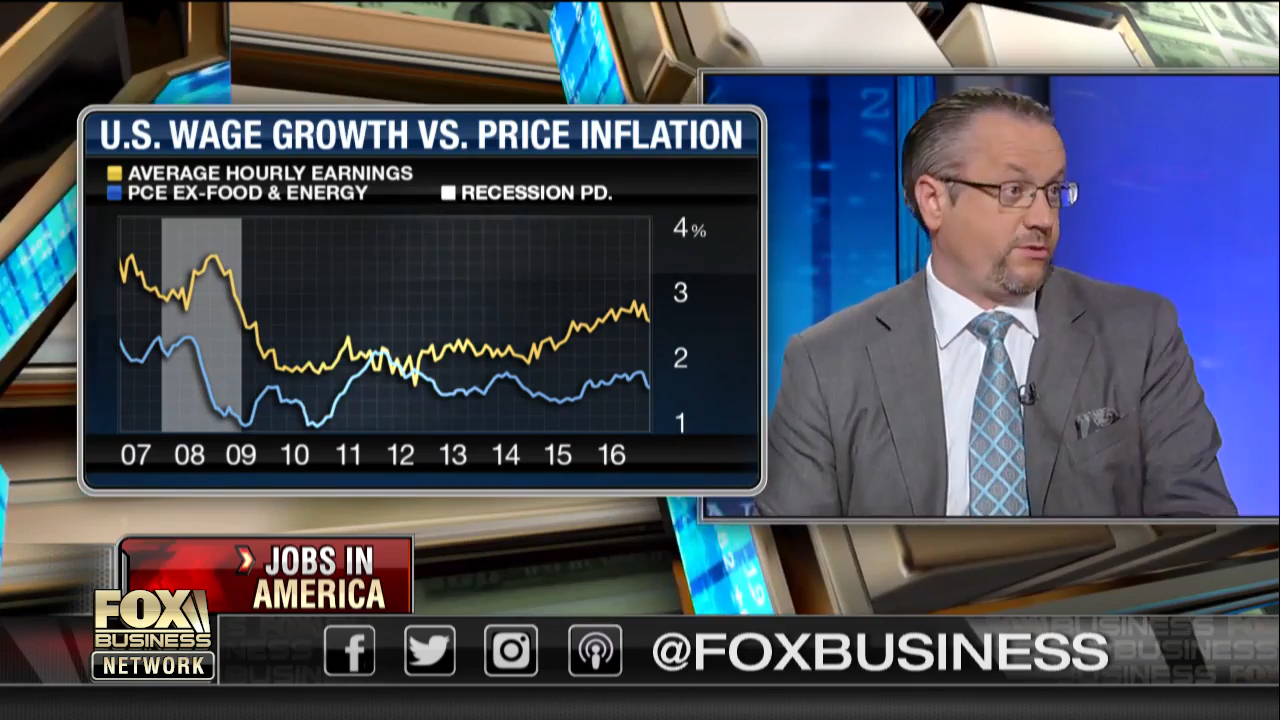 U.S. WAGE GROWTH VS. PRICE INFLATION
AVERAGE HOURLY EARNINGS
PCE EX-FOOD & ENERGY RECESSION PD.
4%
3
2
1
07 08 09 10 11 12 13 14 15 16
2
JOBS IN
AMERICA
FOX
BUSINESS
NETWORK
@FOXBUSINESS